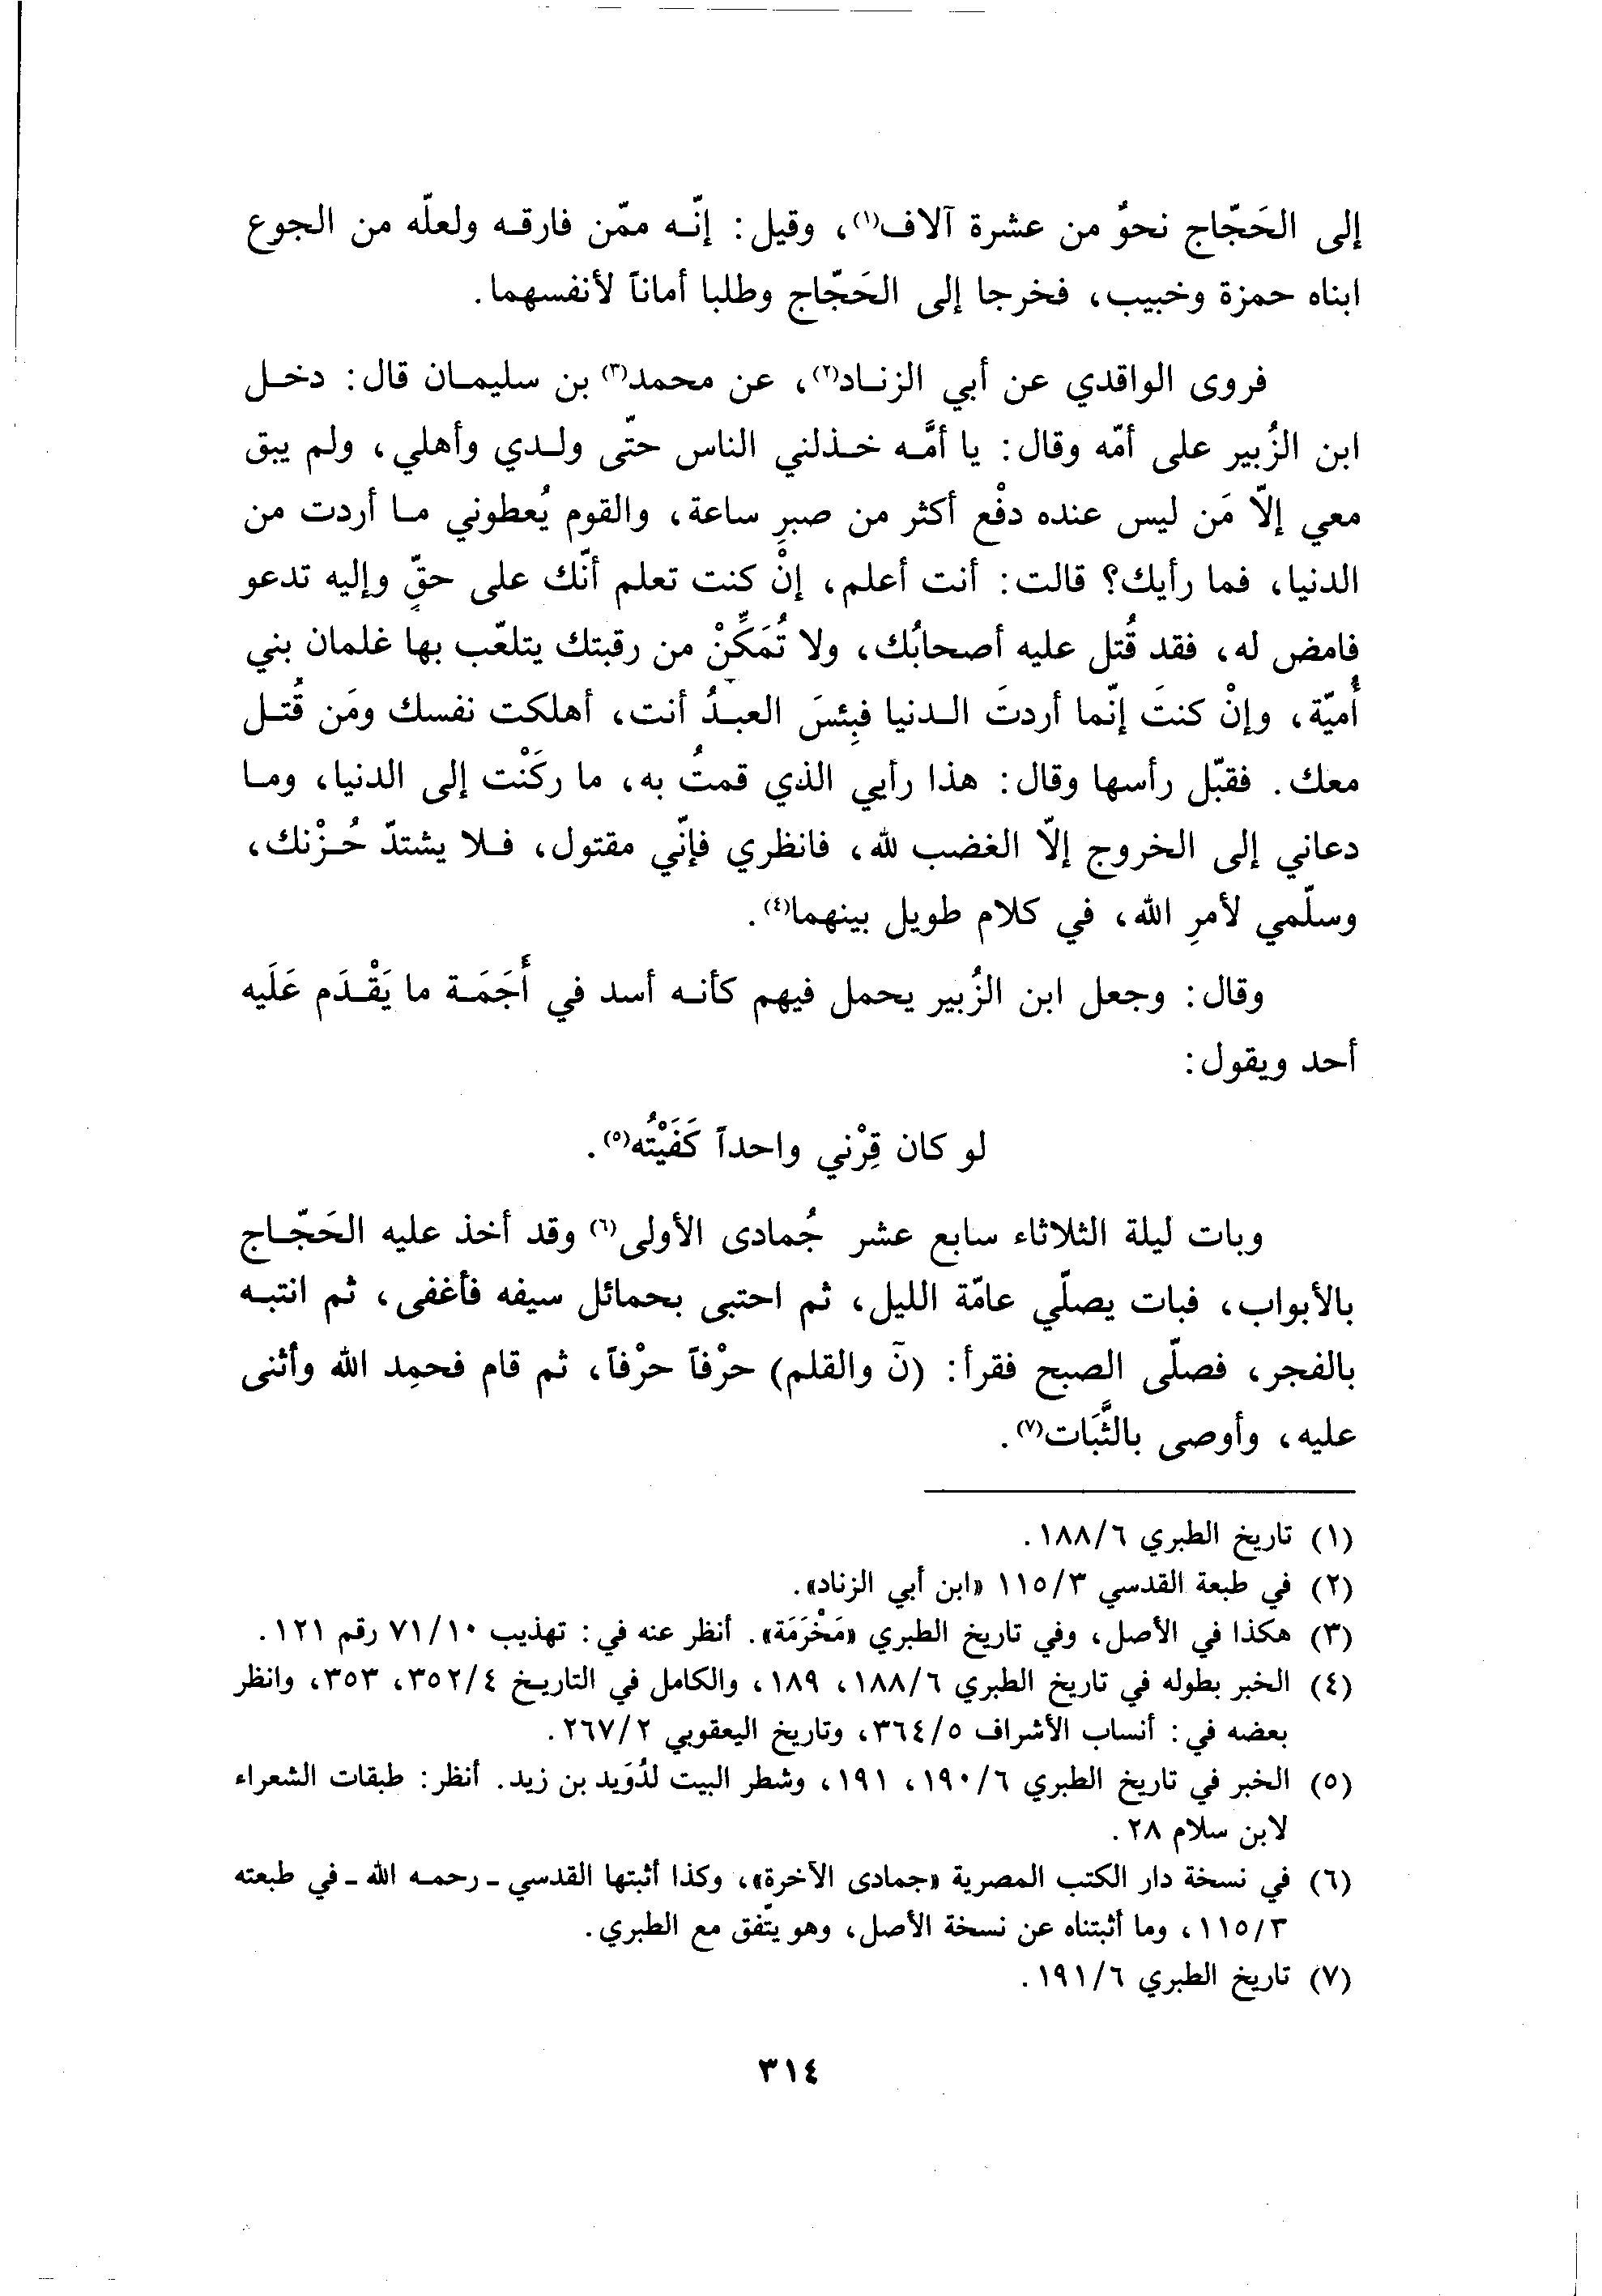 إلى الحَجّاج نحوٌ من عشرة آلاف(١)، وقيل: إنّه ممّن فارقه ولعلّه من الجوع
ابناه حمزة وخبيب، فخرجا إلى الحَجّاج وطلبا أماناً لأنفسهما.
فروى الواقدي عن أبي الزناد(٢)، عن محمد(٣) بن سليمان قال: دخل
ابن الزُبير على أمّه وقال: يا أمَّه خذلني الناس حتّى ولدي وأهلي، ولم يبق
معي إلّا مَن ليس عنده دفْع أكثر من صبرِ ساعة، والقوم يُعطوني ما أردت من
الدنيا، فما رأيك؟ قالت: أنت أعلم، إنْ كنت تعلم أنّك على حقٍّ وإليه تدعو
فامض له، فقد قُتل عليه أصحابُك، ولا تُمَكِّنْ من رقبتك يتلعّب بها غلمان بني
أُميّة، وإنْ كنتَ إنّما أردتَ الدنيا فبِئسَ العبدُ أنت، أهلكت نفسك ومَن قُتل
معك. فقبّل رأسها وقال: هذا رأيي الذي قمتُ به، ما ركَنْت إلى الدنيا، وما
دعاني إلى الخروج إلّا الغضب لله، فانظري فإنّي مقتول، فلا يشتدّ حُزْنك،
وسلّمي لأمرِ الله، في كلام طويل بينهما(٤).
وقال: وجعل ابن الزُبير يحمل فيهم كأنه أسد في أَجَمَة ما يَقْدَم عَلَيه
أحد ويقول:
لو كان قِرْني واحداً كَفَيْتُه(٥).
وبات ليلة الثلاثاء سابع عشر جُمادى الأولى(٦) وقد أخذ عليه الحَجّاج
بالأبواب، فبات يصلّي عامّة الليل، ثم احتبى بحمائل سيفه فأغفى، ثم انتبه
بالفجر، فصلّى الصبح فقرأ: (نۤ والقلم) حرْفاً حرْفاً، ثم قام فحمِد الله وأثنى
عليه، وأوصى بالثَّبَات(٧).
(١) تاريخ الطبري ٦/١٨٨.
(٢) في طبعة القدسي ٣/١١٥ «ابن أبي الزناد».
(٣) هكذا في الأصل، وفي تاريخ الطبري «مَخْرَمَة». أنظر عنه في: تهذيب ١٠/٧١ رقم ١٢١.
(٤) الخبر بطوله في تاريخ الطبري ٦/١٨٨، ١٨٩، والكامل في التاريخ ٤/٣٥٢، ٣٥٣، وانظر
بعضه في: أنساب الأشراف ٥/٣٦٤، وتاريخ اليعقوبي ٢/٢٦٧.
(٥) الخبر في تاريخ الطبري ٦/١٩٠، ١٩١، وشطر البيت لدُوَيد بن زيد. أنظر: طبقات الشعراء
لابن سلام ٢٨.
(٦) في نسخة دار الكتب المصرية «جمادى الآخرة»، وكذا أثبتها القدسي ـ رحمه الله ـ في طبعته
٣/١١٥، وما أثبتناه عن نسخة الأصل، وهو يتّفق مع الطبري.
(٧) تاريخ الطبري ٦/١٩١.
٣١٤